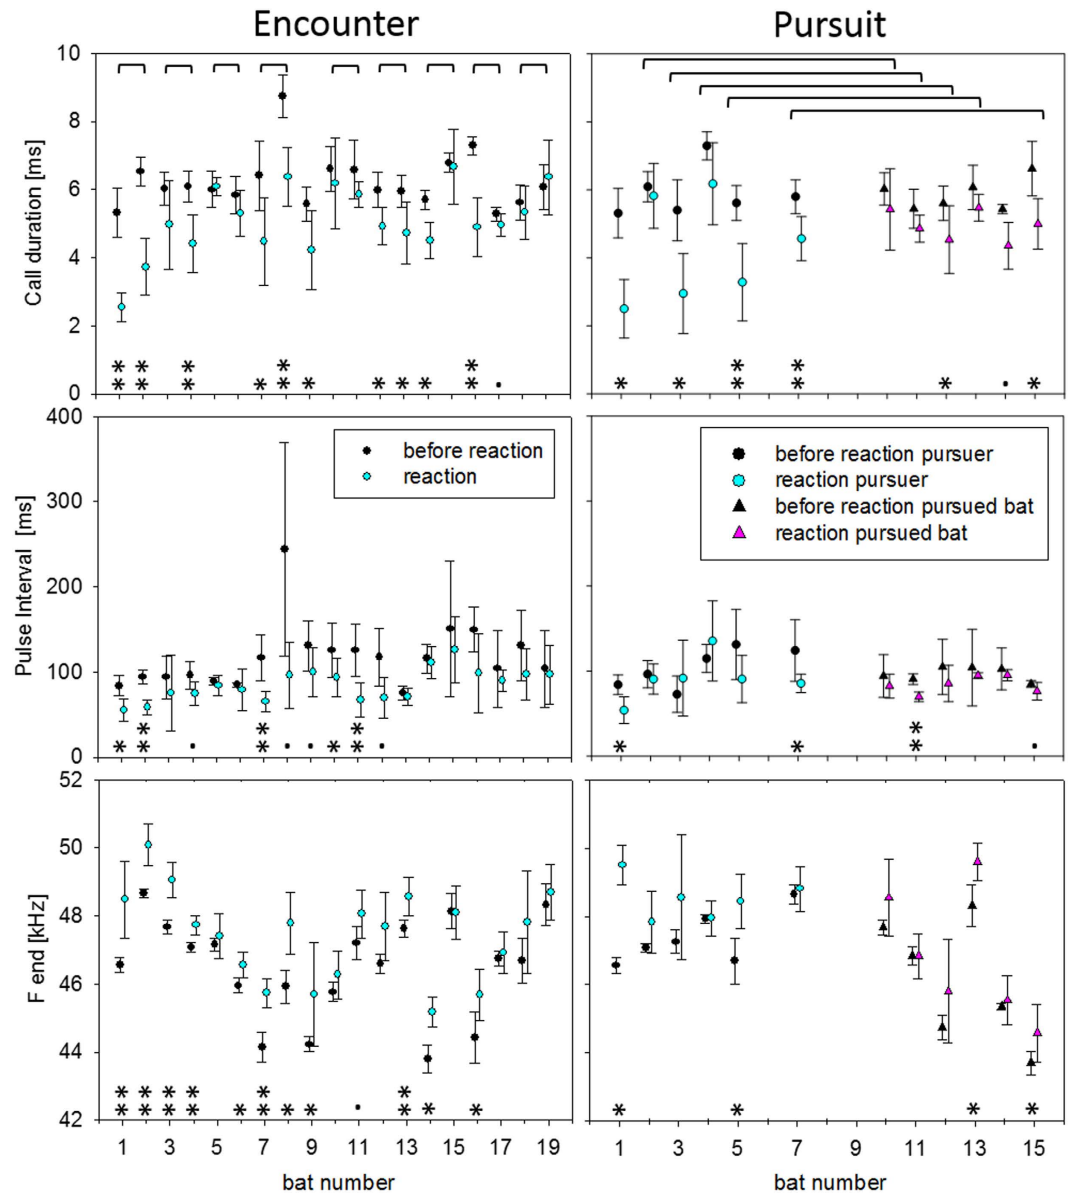 Encounter
Pursuit
10
8
6
4
2
0
Call duration [ms]
* * * * * * * * * * * * * * * .
* * * * * * * * . *
400
300
200
100
0
Pulse Interval [ms]
before reaction
reaction
before reaction pursuer
reaction pursuer
before reaction pursued bat
reaction pursued bat
* * * . * * . . * * * .
* * * * .
52
50
48
46
44
42
F end [kHz]
* * * * * * * * * * * * * . * * * *
* * * *
1 3 5 7 9 11 13 15 17 19
1 3 5 7 9 11 13 15
bat number
bat number